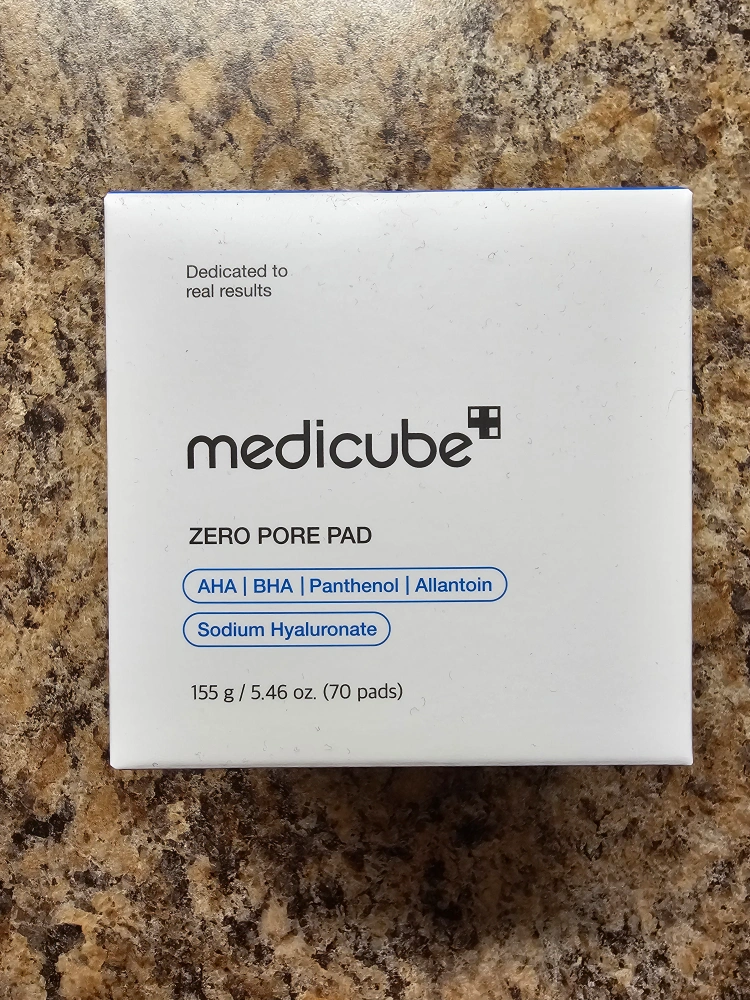 Dedicated to
real results
medicube
ZERO PORE PAD
AHA | BHA | Panthenol | Allantoin
Sodium Hyaluronate
155 g / 5.46 oz. (70 pads)